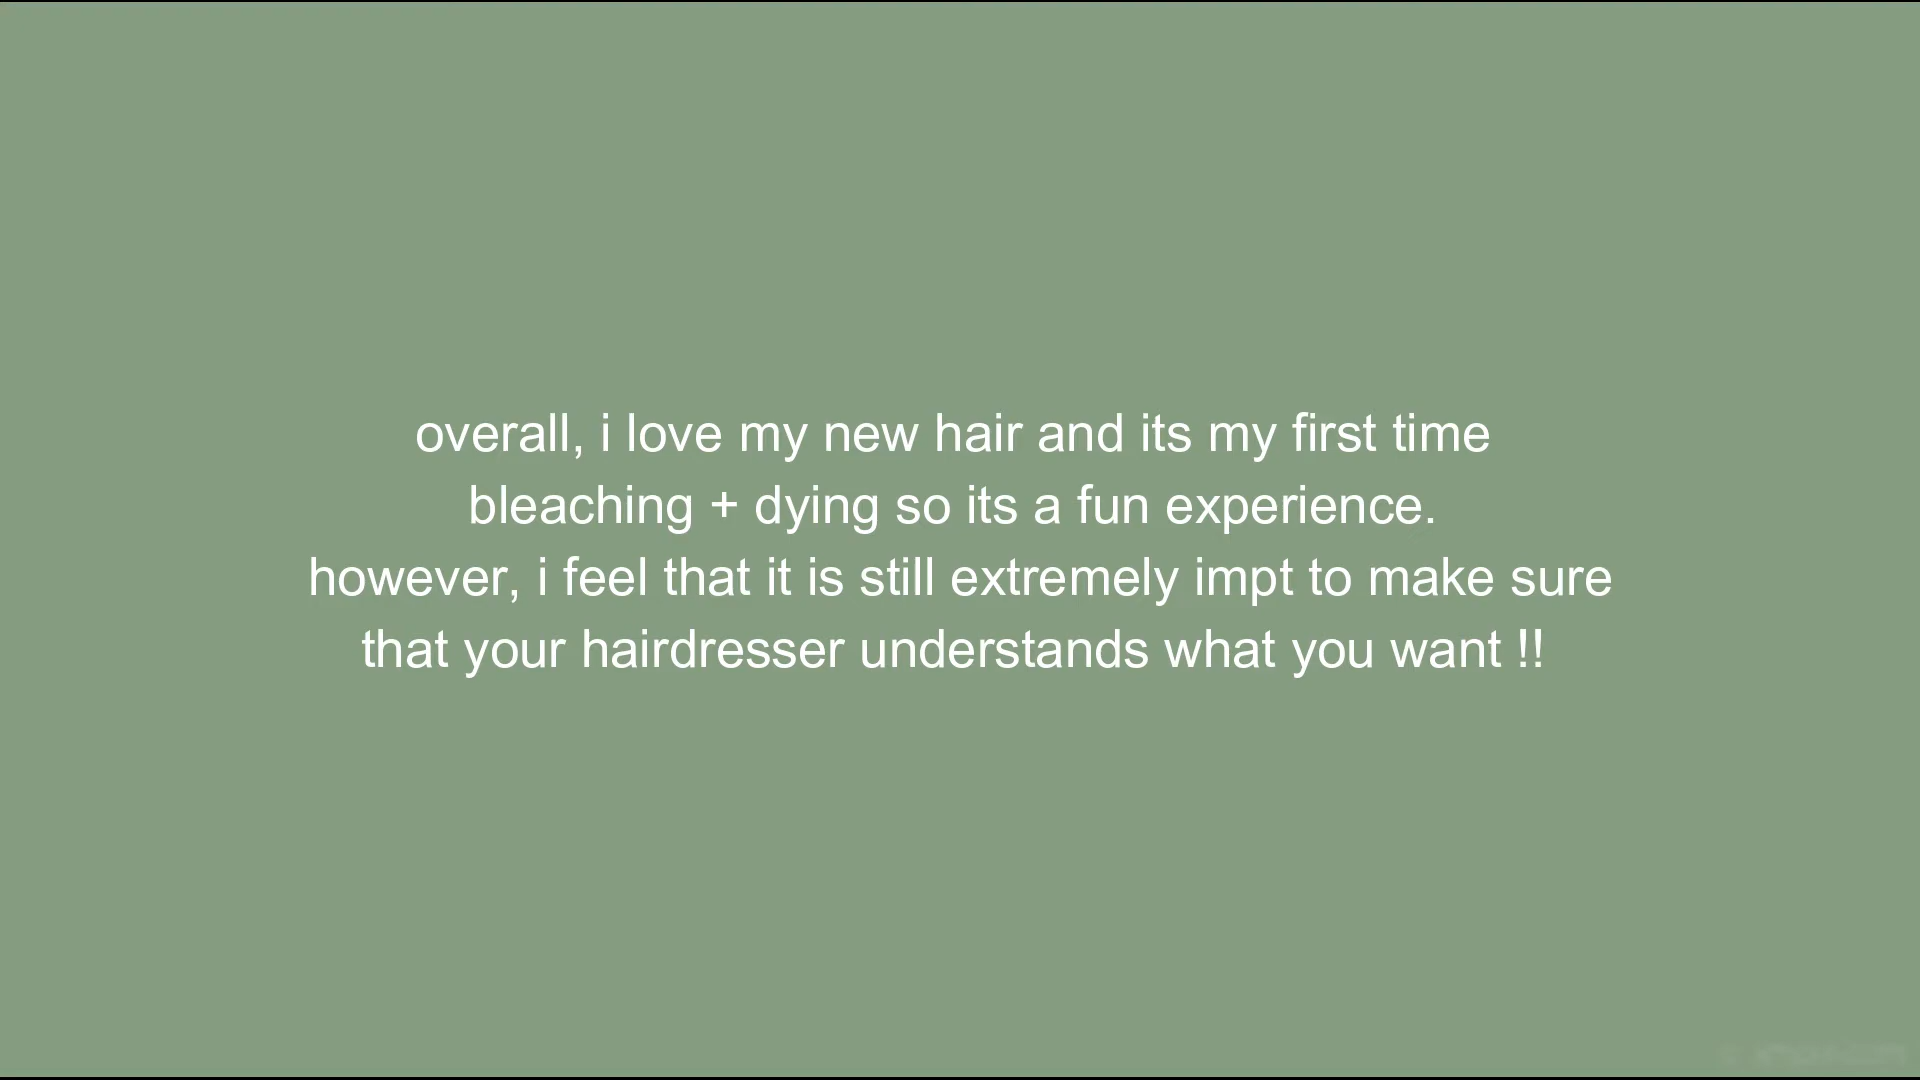 overall, i love my new hair and its my first time
bleaching + dying so its a fun experience.
however, i feel that it is still extremely impt to make sure
that your hairdresser understands what you want !!